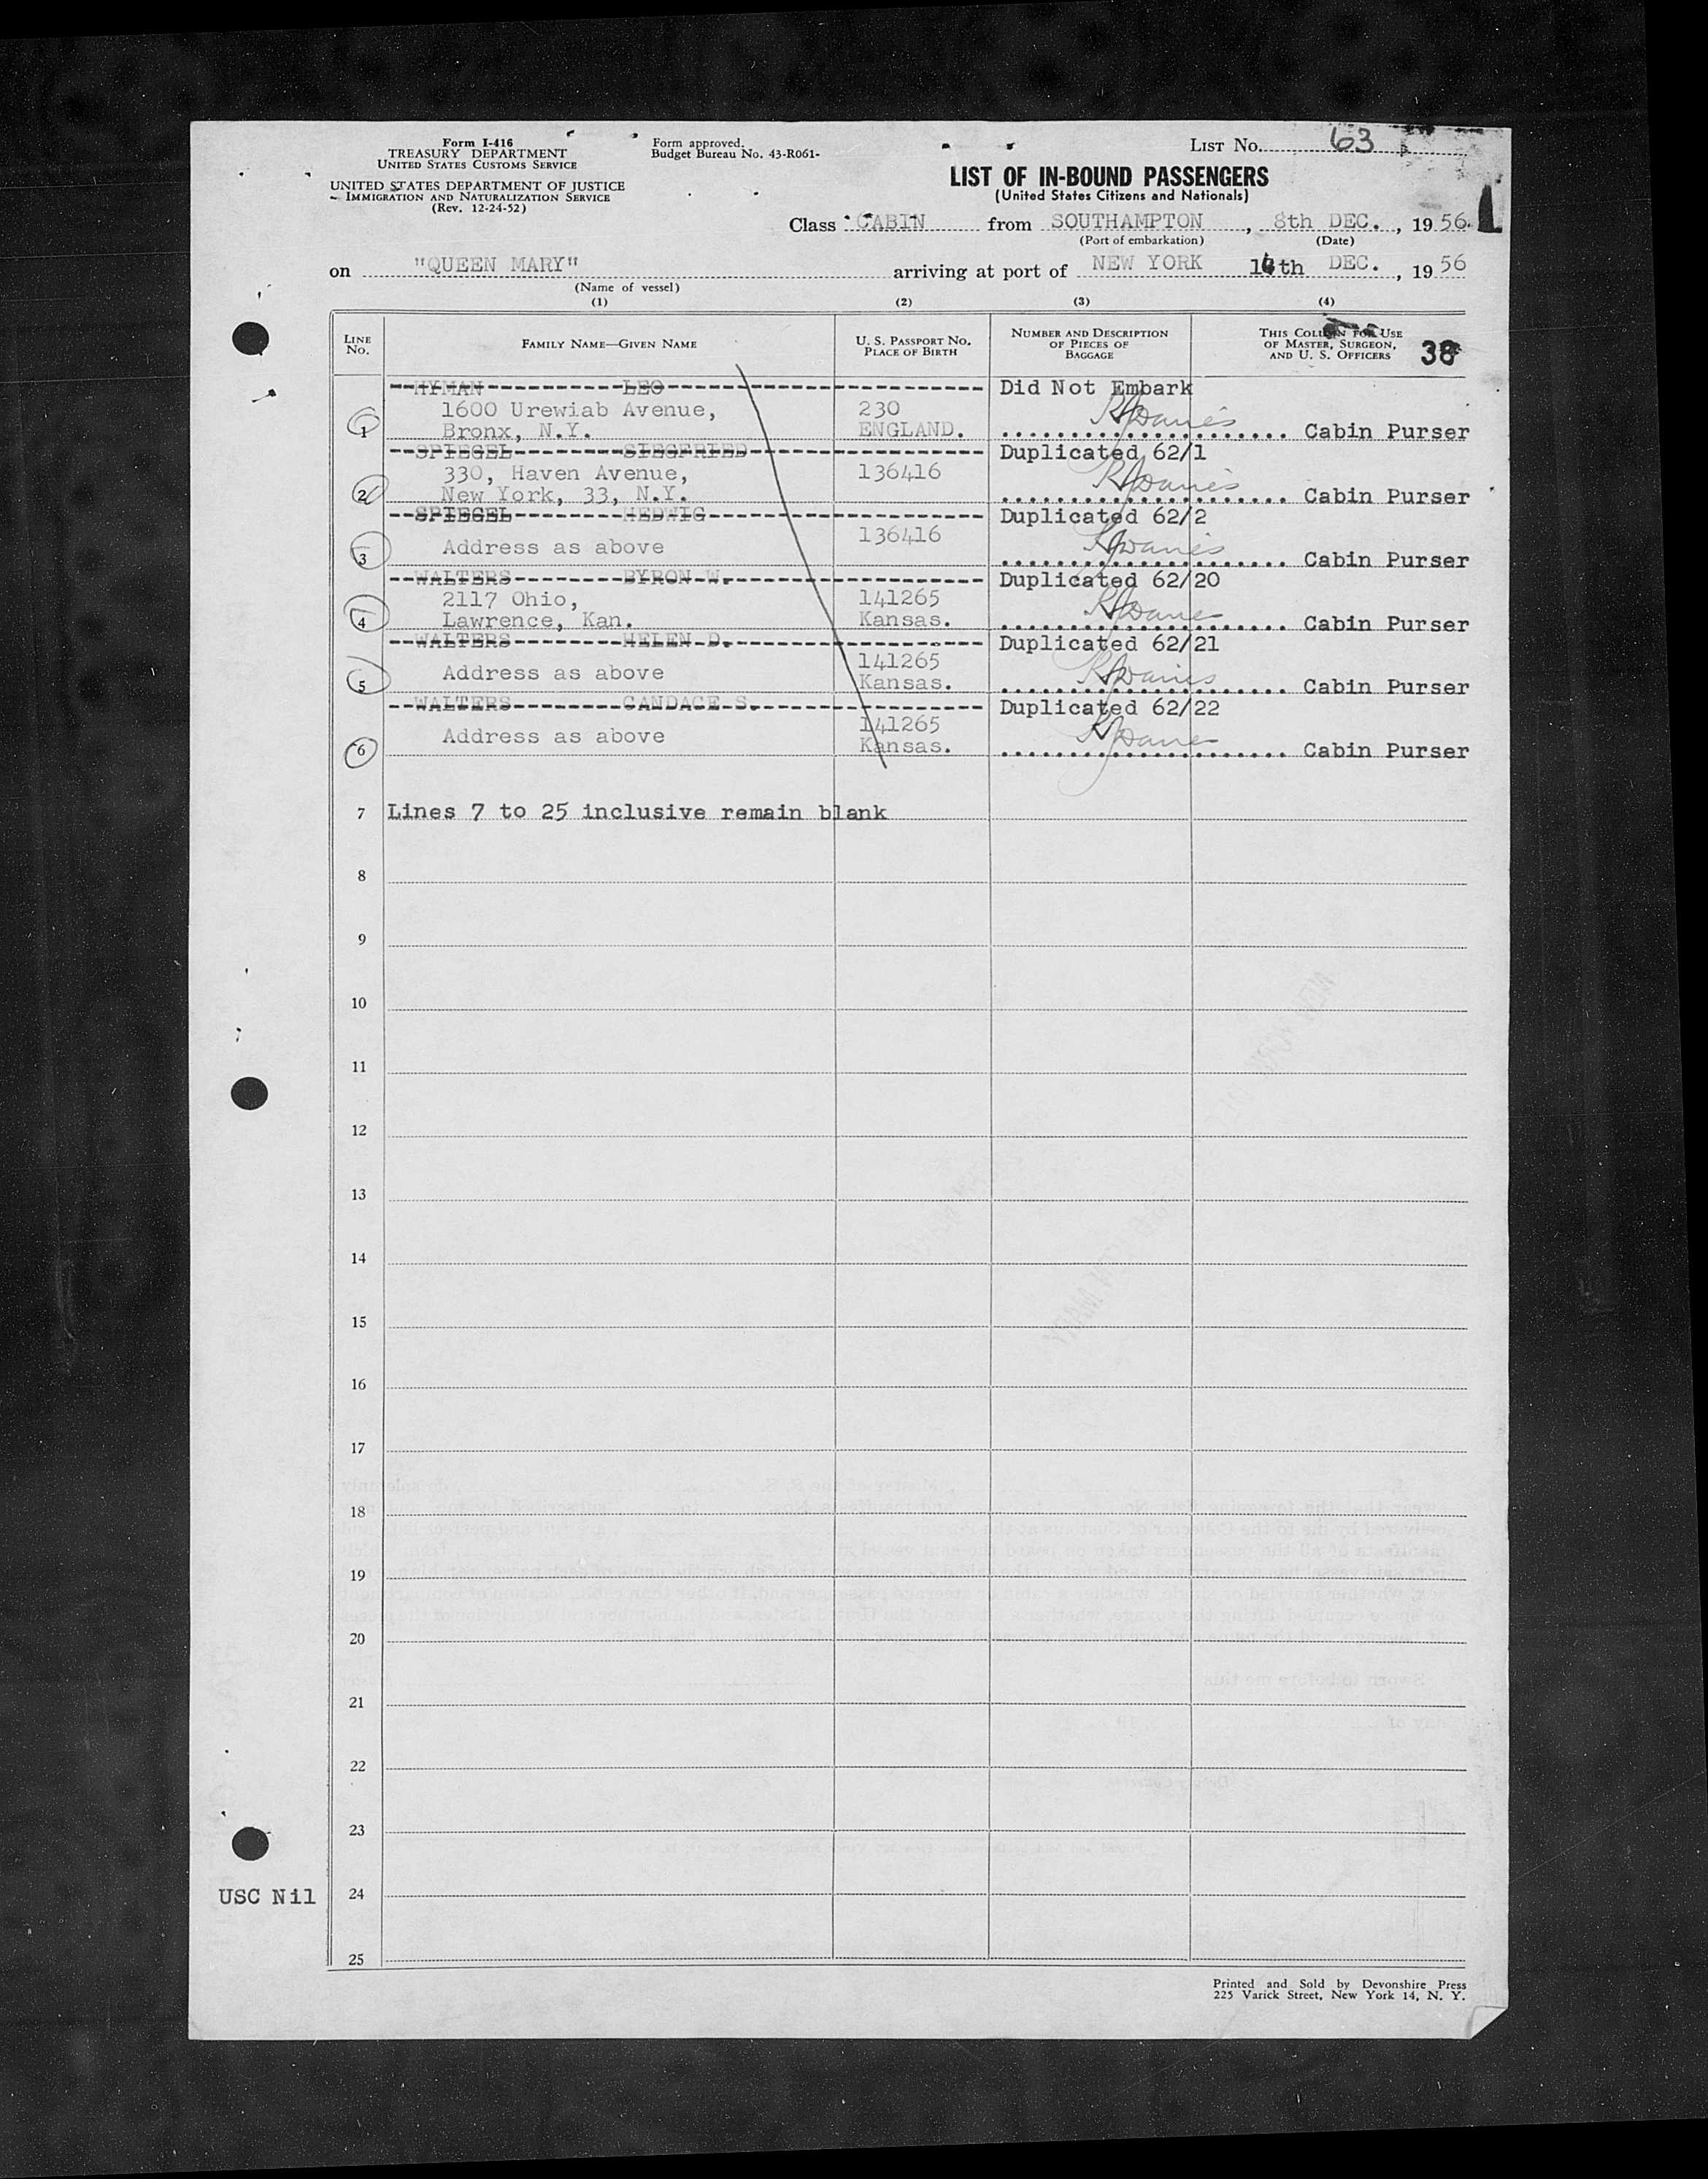 Form I-416
TREASURY DEPARTMENT
UNITED STATES CUSTOMS SERVICE
UNITED STATES DEPARTMENT OF JUSTICE
IMMIGRATION AND NATURALIZATION SERVICE
(Rev. 12-24-52)
Form approved.
Budget Bureau No. 43-R061-
LIST No. 63
LIST OF IN-BOUND PASSENGERS
(United States Citizens and Nationals)
Class CABIN from SOUTHAMPTON, 8th DEC., 1956
(Port of embarkation) (Date)
on "QUEEN MARY" arriving at port of NEW YORK th DEC., 1956
(Name of vessel)
(1) (2) (3) (4)
LINE No. FAMILY NAME—GIVEN NAME U. S. PASSPORT No. PLACE OF BIRTH NUMBER AND DESCRIPTION OF PIECES OF BAGGAGE THIS COLUMN FOR USE OF MASTER, SURGEON, AND U. S. OFFICERS 38
HYMAN LEO Did Not Embark
1600 Urewiab Avenue, 230
1 Bronx, N.Y. ENGLAND. Cabin Purser
SPIEGEL SIEGFRIED Duplicated 62/1
330, Haven Avenue, 136416
2 New York, 33, N.Y. Cabin Purser
SPIEGEL HEDWIG Duplicated 62/2
136416
3 Address as above Cabin Purser
WALTERS BYRON W. Duplicated 62/20
2117 Ohio, 141265
4 Lawrence, Kan. Kansas. Cabin Purser
WALTERS HELEN D. Duplicated 62/21
141265
5 Address as above Kansas. Cabin Purser
WALTERS CANDACE S. Duplicated 62/22
141265
6 Address as above Kansas. Cabin Purser
7 Lines 7 to 25 inclusive remain blank
8
9
10
11
12
13
14
15
16
17
18
19
20
21
22
23
USC Nil 24
25
Printed and Sold by Devonshire Press
225 Varick Street, New York 14, N. Y.